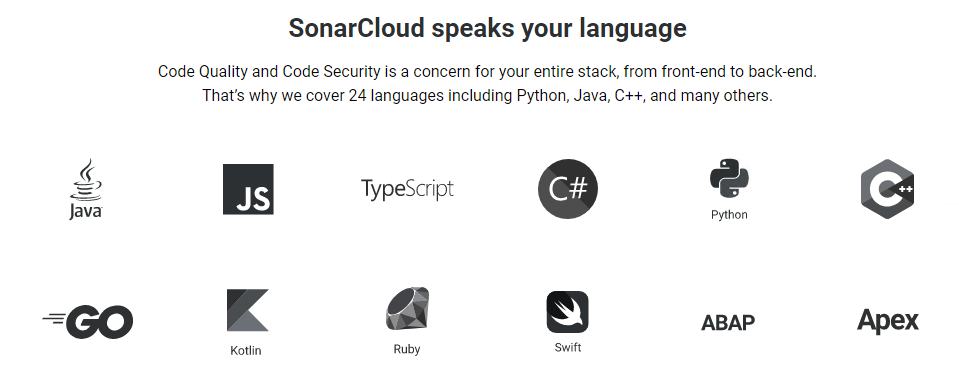 SonarCloud speaks your language
Code Quality and Code Security is a concern for your entire stack, from front-end to back-end.
That's why we cover 24 languages including Python, Java, C++, and many others.
Java
JS
TypeScript
C#
Python
C++
GO
Kotlin
Ruby
Swift
ABAP
Apex